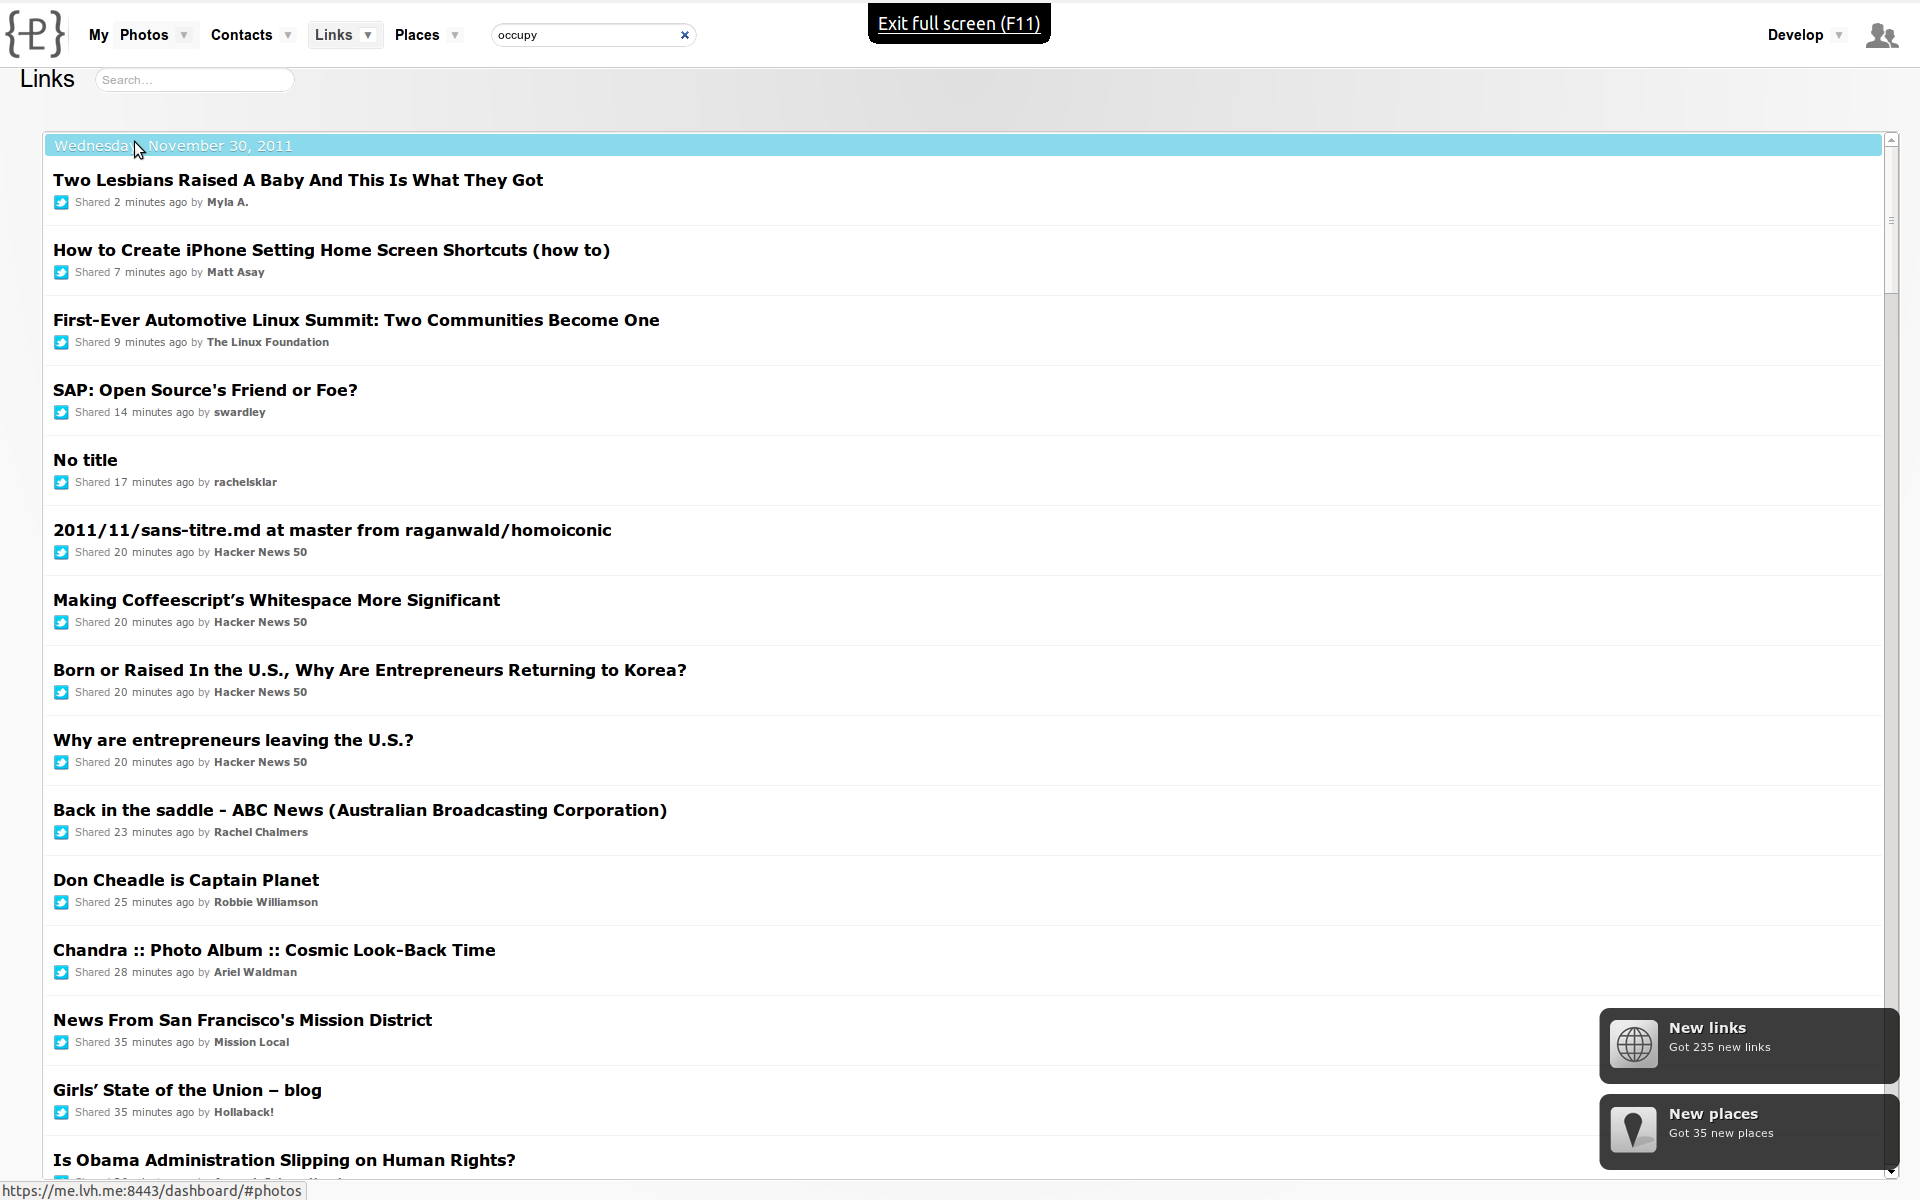 {PL}
My Photos ▼ Contacts ▼ Links ▼ Places ▼ occupy × Exit full screen (F11) Develop ▼
Links Search...
Wednesday, November 30, 2011
Two Lesbians Raised A Baby And This Is What They Got
Shared 2 minutes ago by Myla A.
How to Create iPhone Setting Home Screen Shortcuts (how to)
Shared 7 minutes ago by Matt Asay
First-Ever Automotive Linux Summit: Two Communities Become One
Shared 9 minutes ago by The Linux Foundation
SAP: Open Source's Friend or Foe?
Shared 14 minutes ago by swardley
No title
Shared 17 minutes ago by rachelsklar
2011/11/sans-titre.md at master from raganwald/homoiconic
Shared 20 minutes ago by Hacker News 50
Making Coffeescript’s Whitespace More Significant
Shared 20 minutes ago by Hacker News 50
Born or Raised In the U.S., Why Are Entrepreneurs Returning to Korea?
Shared 20 minutes ago by Hacker News 50
Why are entrepreneurs leaving the U.S.?
Shared 20 minutes ago by Hacker News 50
Back in the saddle - ABC News (Australian Broadcasting Corporation)
Shared 23 minutes ago by Rachel Chalmers
Don Cheadle is Captain Planet
Shared 25 minutes ago by Robbie Williamson
Chandra :: Photo Album :: Cosmic Look-Back Time
Shared 28 minutes ago by Ariel Waldman
News From San Francisco's Mission District
Shared 35 minutes ago by Mission Local
Girls’ State of the Union – blog
Shared 35 minutes ago by Hollaback!
Is Obama Administration Slipping on Human Rights?
New links
Got 235 new links
New places
Got 35 new places
https://me.lvh.me:8443/dashboard/#photos